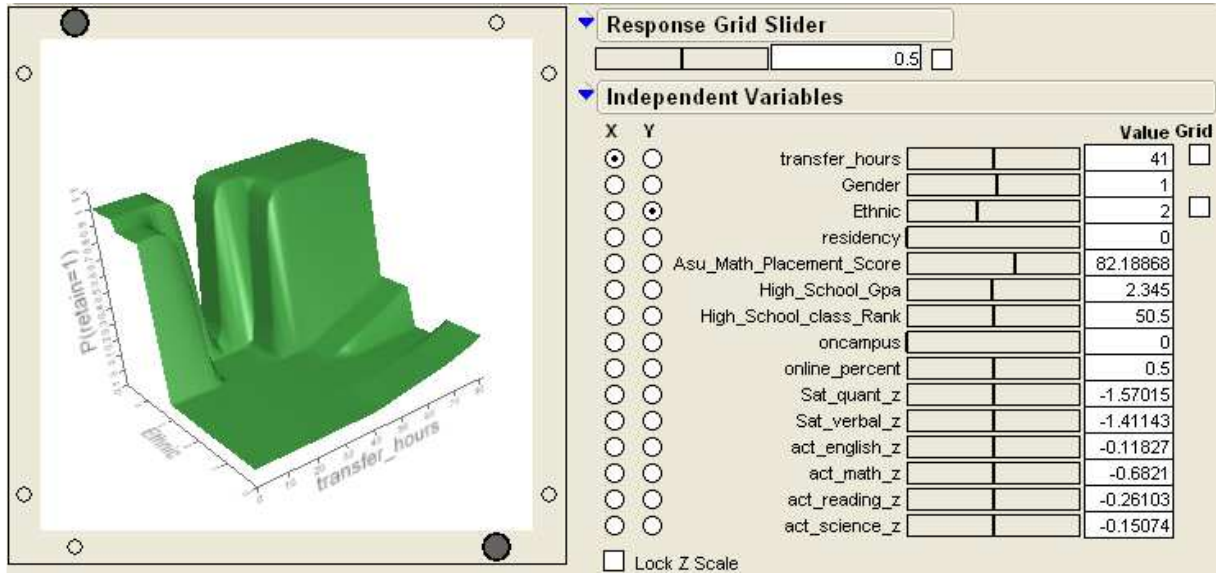 Response Grid Slider
0.5
Independent Variables
X Y Value Grid
transfer_hours 41
Gender 1
Ethnic 2
residency 0
Asu_Math_Placement_Score 82.18868
High_School_Gpa 2.345
High_School_class_Rank 50.5
oncampus 0
online_percent 0.5
Sat_quant_z -1.57015
Sat_verbal_z -1.41143
act_english_z -0.11827
act_math_z -0.6821
act_reading_z -0.26103
act_science_z -0.15074
Lock Z Scale
P(retain=1)
Ethnic
transfer_hours